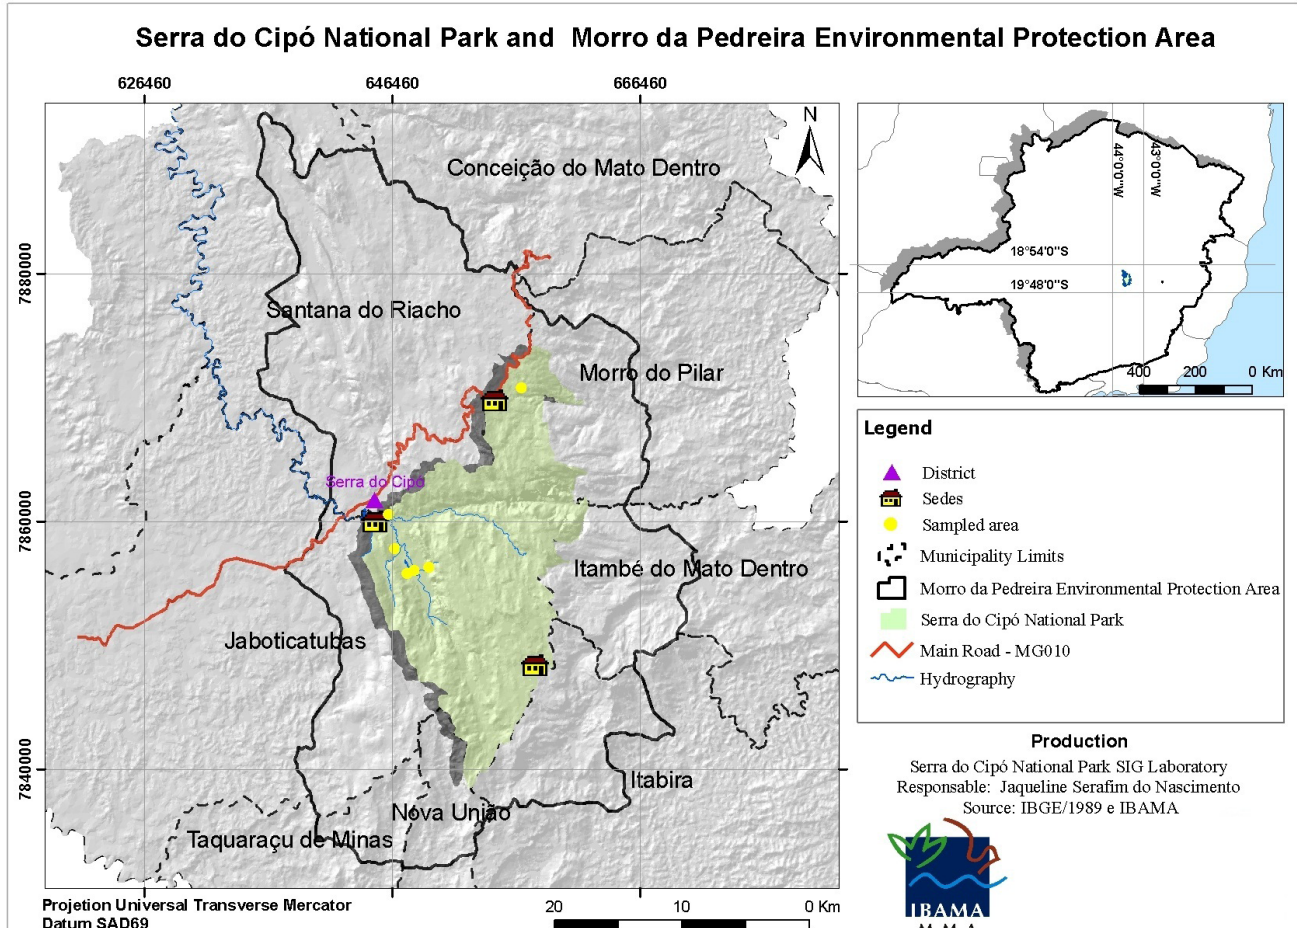 Serra do Cipó National Park and Morro da Pedreira Environmental Protection Area
626460
646460
666460
7880000
7860000
7840000
N
Conceição do Mato Dentro
Santana do Riacho
Morro do Pilar
Serra do Cipó
Itambé do Mato Dentro
Jaboticatubas
Itabira
Nova União
Taquaraçu de Minas
Projetion Universal Transverse Mercator
Datum SAD69
20 10 0 Km
44°0'0"W
43°0'0"W
18°54'0"S
19°48'0"S
400 200 0 Km
Legend
District
Sedes
Sampled area
Municipality Limits
Morro da Pedreira Environmental Protection Area
Serra do Cipó National Park
Main Road - MG010
Hydrography
Production
Serra do Cipó National Park SIG Laboratory
Responsable: Jaqueline Serafim do Nascimento
Source: IBGE/1989 e IBAMA
IBAMA
M M A